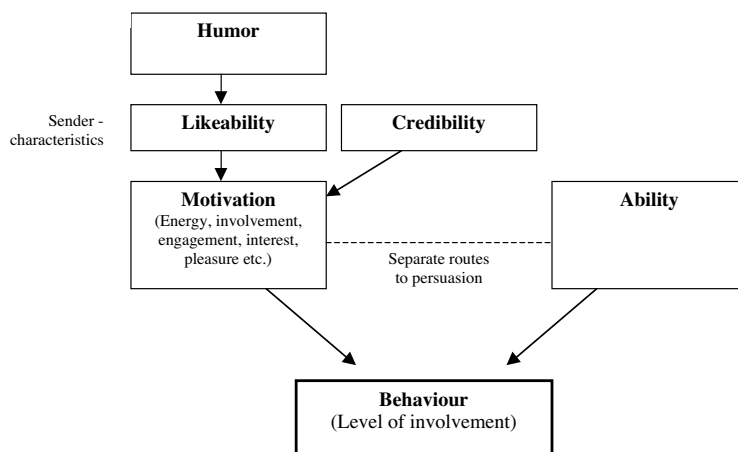 Humor
Sender -
characteristics
Likeability
Credibility
Motivation
(Energy, involvement,
engagement, interest,
pleasure etc.)
Ability
Separate routes
to persuasion
Behaviour
(Level of involvement)